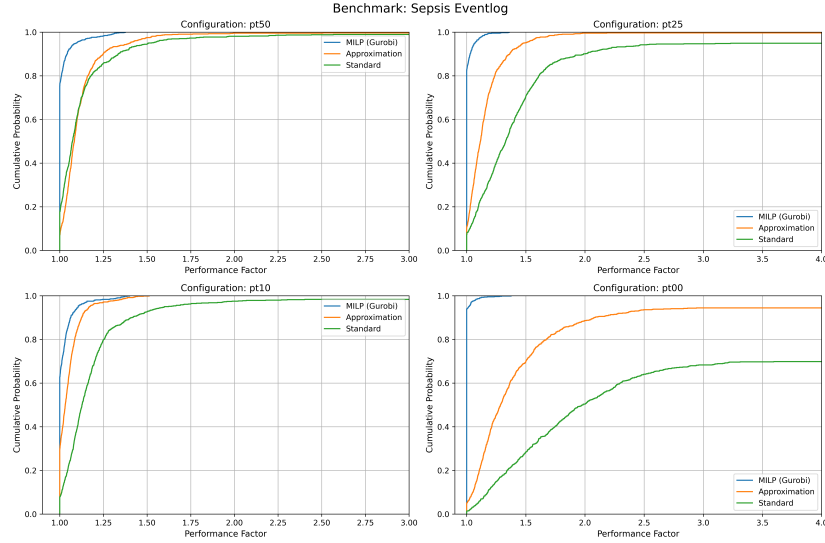 Benchmark: Sepsis Eventlog
Configuration: pt50
1.0
0.8
0.6
0.4
0.2
0.0
Cumulative Probability
MILP (Gurobi)
Approximation
Standard
1.00 1.25 1.50 1.75 2.00 2.25 2.50 2.75 3.00
Performance Factor
Configuration: pt25
1.0
0.8
0.6
0.4
0.2
0.0
Cumulative Probability
MILP (Gurobi)
Approximation
Standard
1.0 1.5 2.0 2.5 3.0 3.5 4.0
Performance Factor
Configuration: pt10
1.0
0.8
0.6
0.4
0.2
0.0
Cumulative Probability
MILP (Gurobi)
Approximation
Standard
1.00 1.25 1.50 1.75 2.00 2.25 2.50 2.75 3.00
Performance Factor
Configuration: pt00
1.0
0.8
0.6
0.4
0.2
0.0
Cumulative Probability
MILP (Gurobi)
Approximation
Standard
1.0 1.5 2.0 2.5 3.0 3.5 4.0
Performance Factor